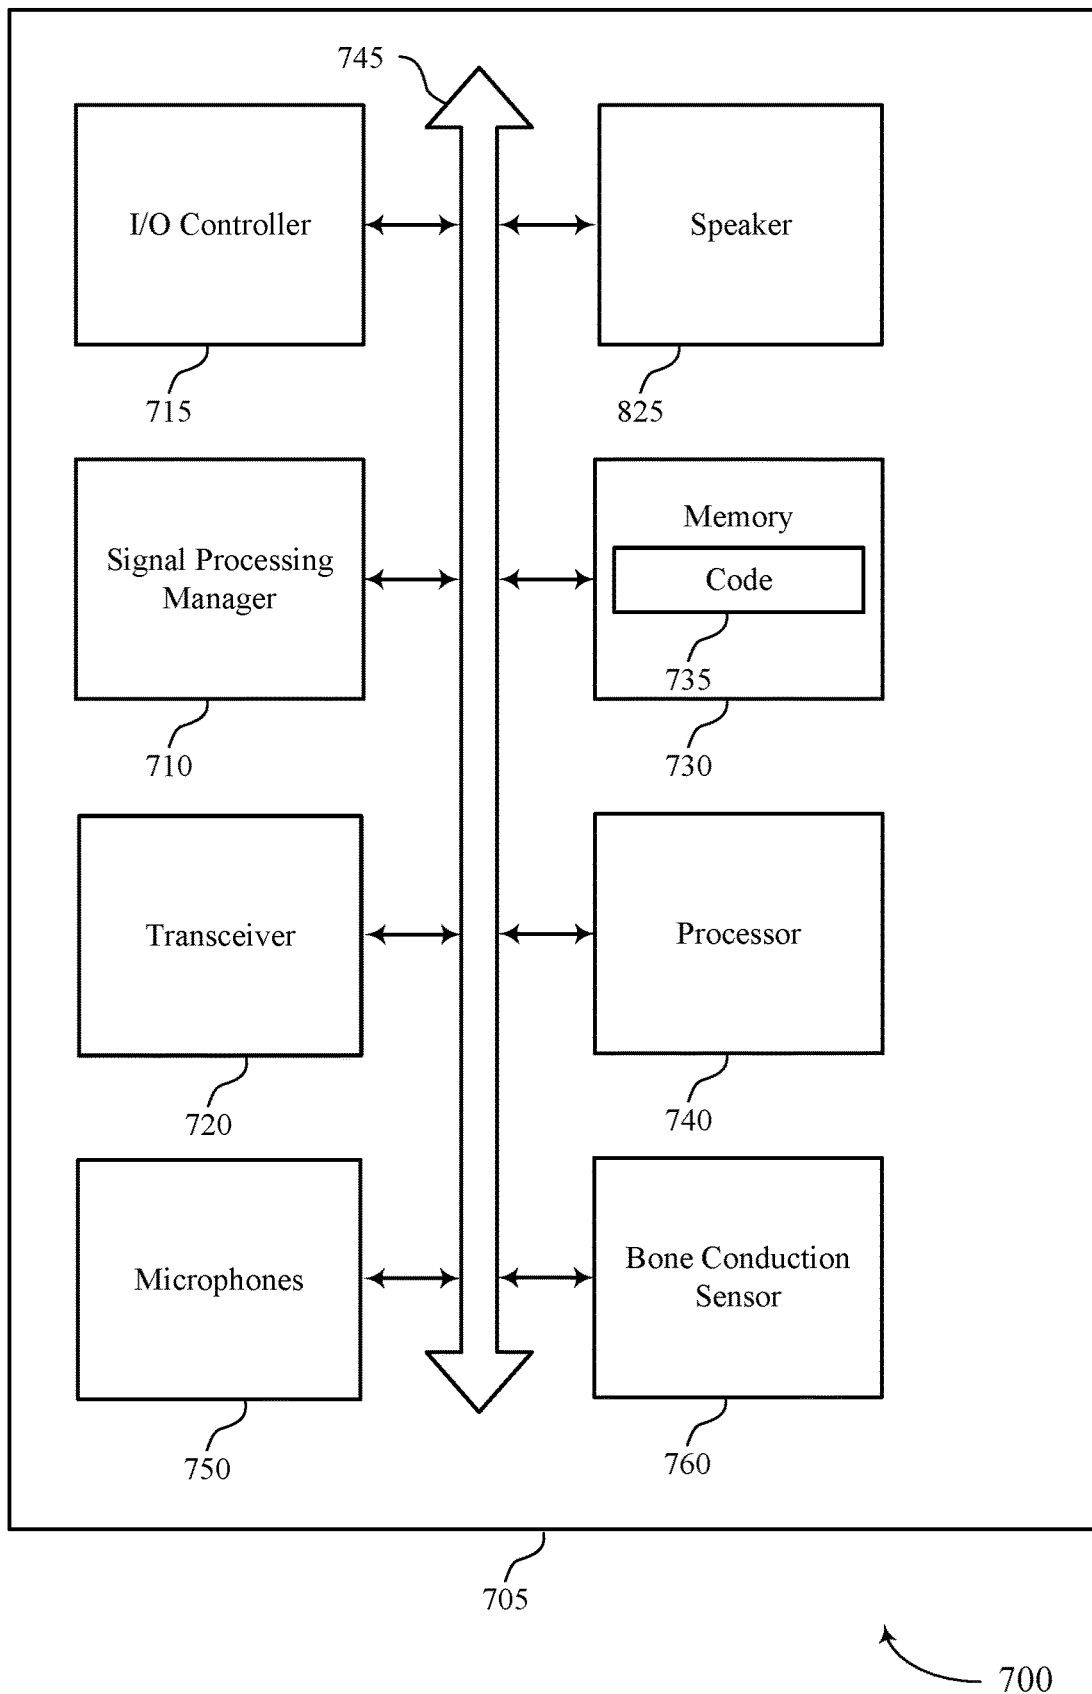 745
I/O Controller
Speaker
715
825
Signal Processing
Manager
Memory
Code
735
710
730
Transceiver
Processor
720
740
Microphones
Bone Conduction
Sensor
750
760
705
700